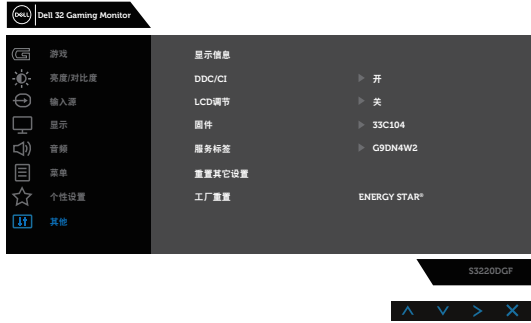 DELL Dell 32 Gaming Monitor
游戏 显示信息
亮度/对比度 DDC/CI 开
输入源 LCD调节 关
显示 固件 33C104
音频 服务标签 G9DN4W2
菜单 重置其它设置
个性设置 工厂重置 ENERGY STAR®
其他
S3220DGF